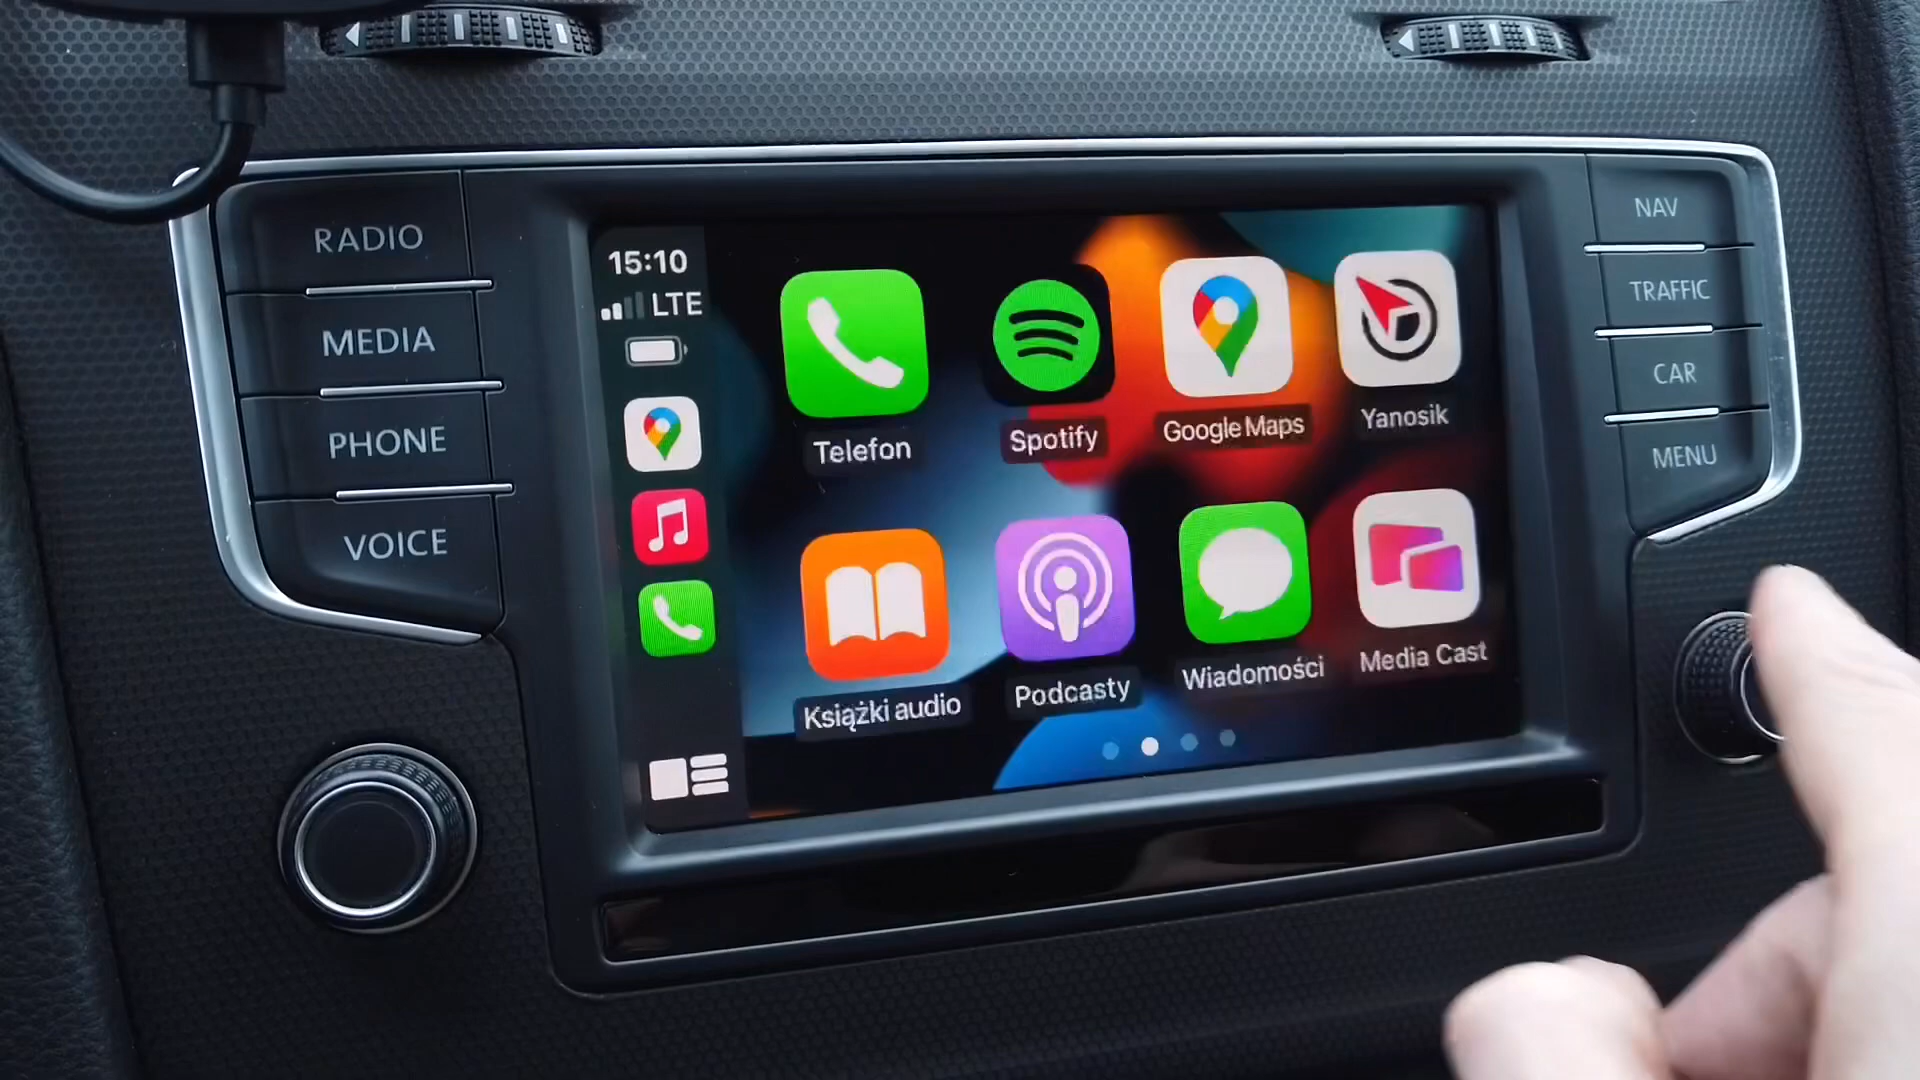 RADIO
MEDIA
PHONE
VOICE
15:10
LTE
Telefon
Spotify
Google Maps
Yanosik
Książki audio
Podcasty
Wiadomości
Media Cast
NAV
TRAFFIC
CAR
MENU